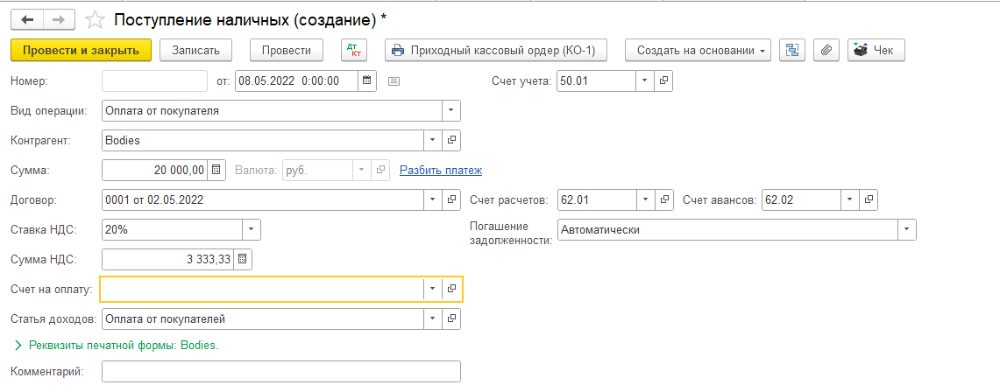 Поступление наличных (создание) *
Провести и закрыть Записать Провести Дт Кт Приходный кассовый ордер (КО-1) Создать на основании Чек
Номер: от: 08.05.2022 0:00:00 Счет учета: 50.01
Вид операции: Оплата от покупателя
Контрагент: Bodies
Сумма: 20 000,00 Валюта: руб. Разбить платеж
Договор: 0001 от 02.05.2022 Счет расчетов: 62.01 Счет авансов: 62.02
Ставка НДС: 20% Погашение задолженности: Автоматически
Сумма НДС: 3 333,33
Счет на оплату:
Статья доходов: Оплата от покупателей
Реквизиты печатной формы: Bodies.
Комментарий: